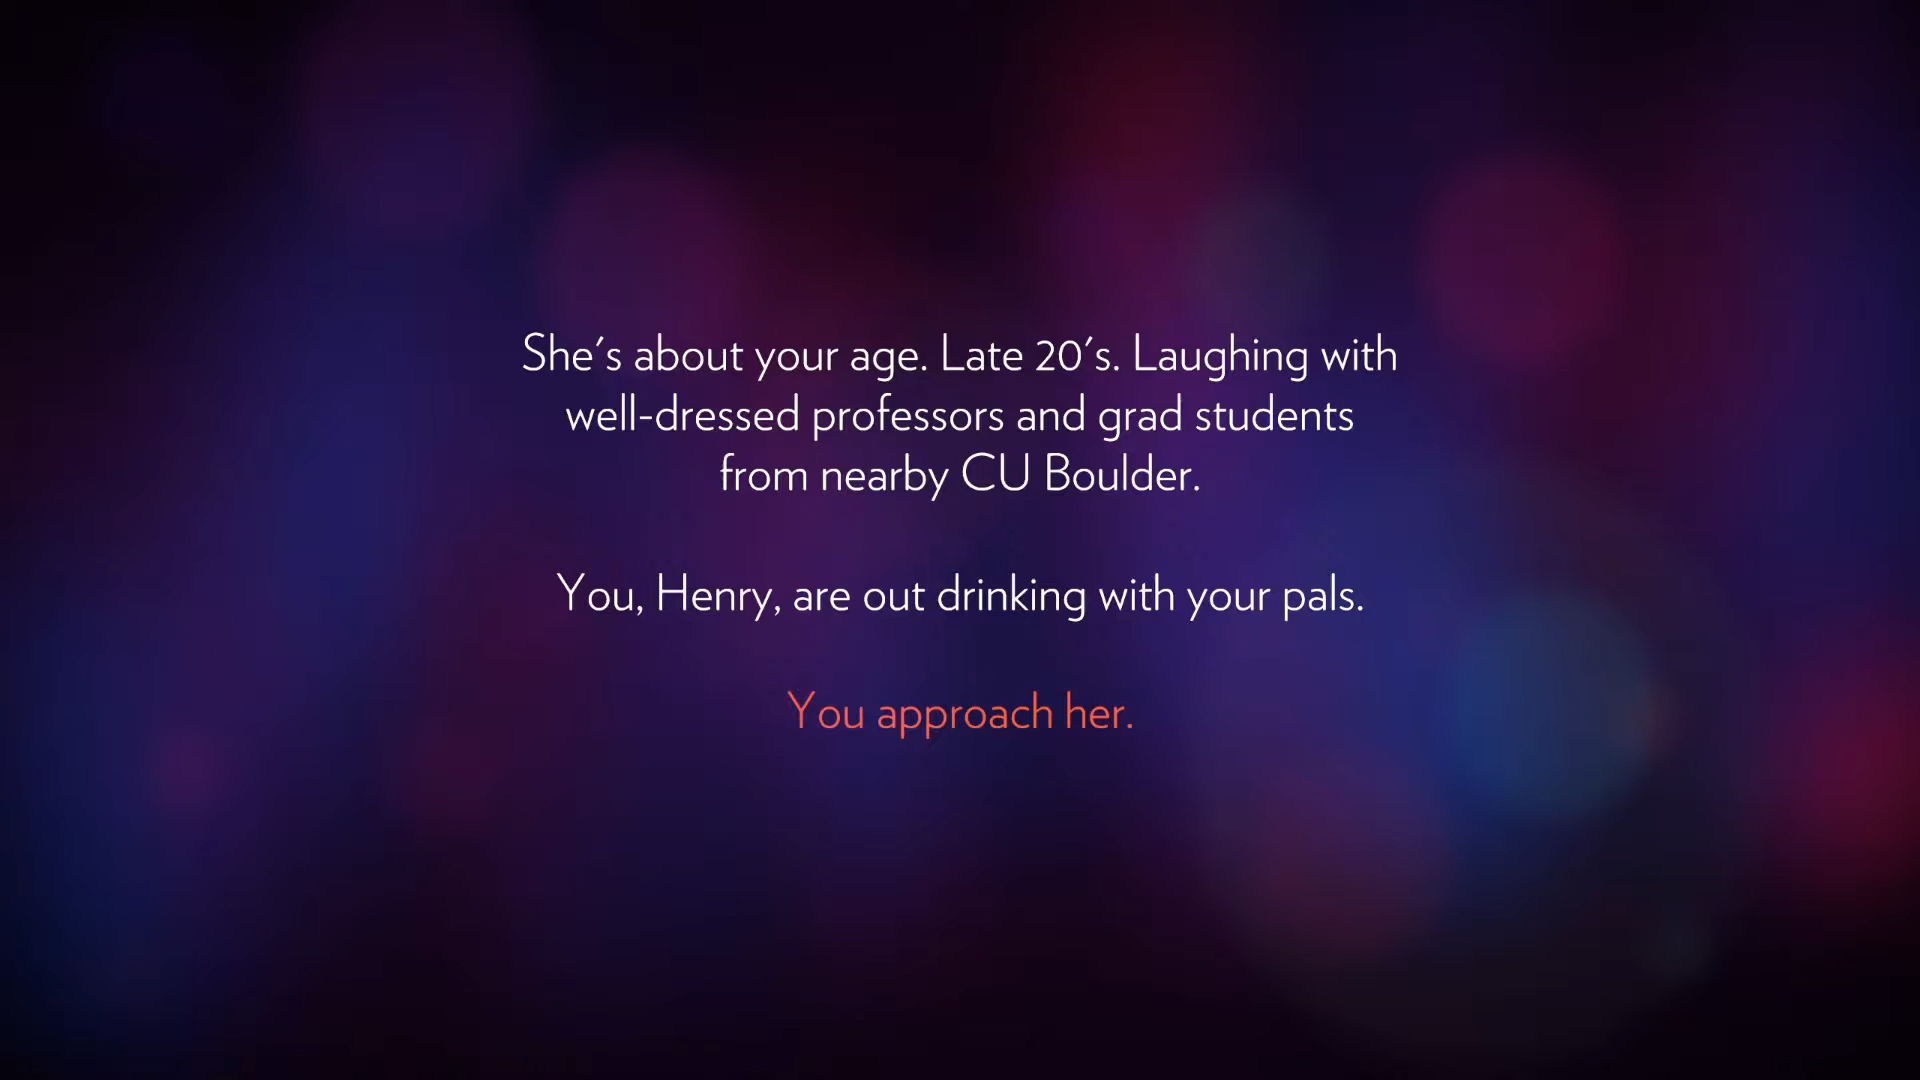 She's about your age. Late 20's. Laughing with
well-dressed professors and grad students
from nearby CU Boulder.
You, Henry, are out drinking with your pals.
You approach her.